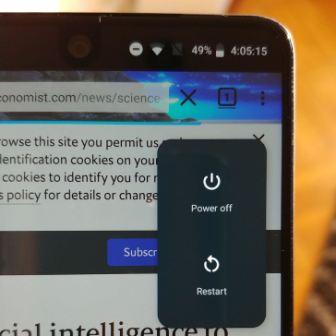 49% 4:05:15
conomist.com/news/science
1
rowse this site you permit us
dentification cookies on your
cookies to identify you for
s policy for details or change
Power off
Subscr
Restart
cial intelligence to